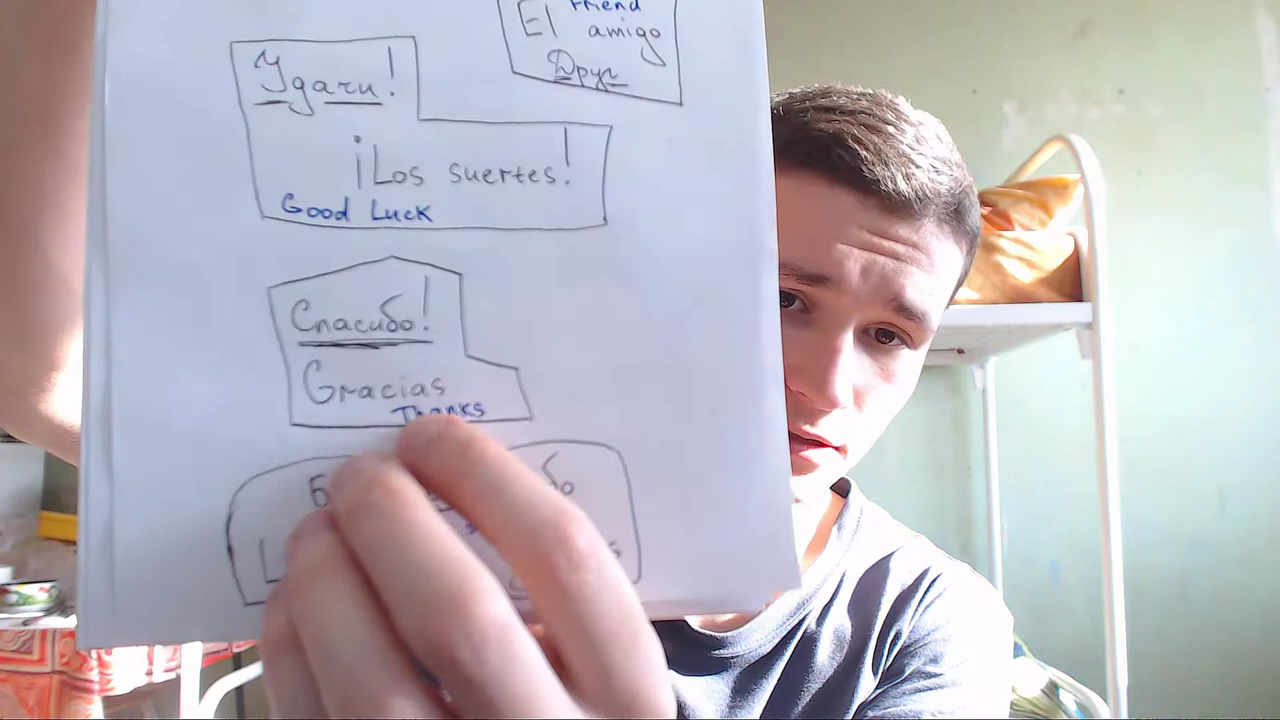 Friend
El amigo
Друг
Удачи!
¡Los suertes!
Good Luck
Спасибо!
Gracias
Thanks